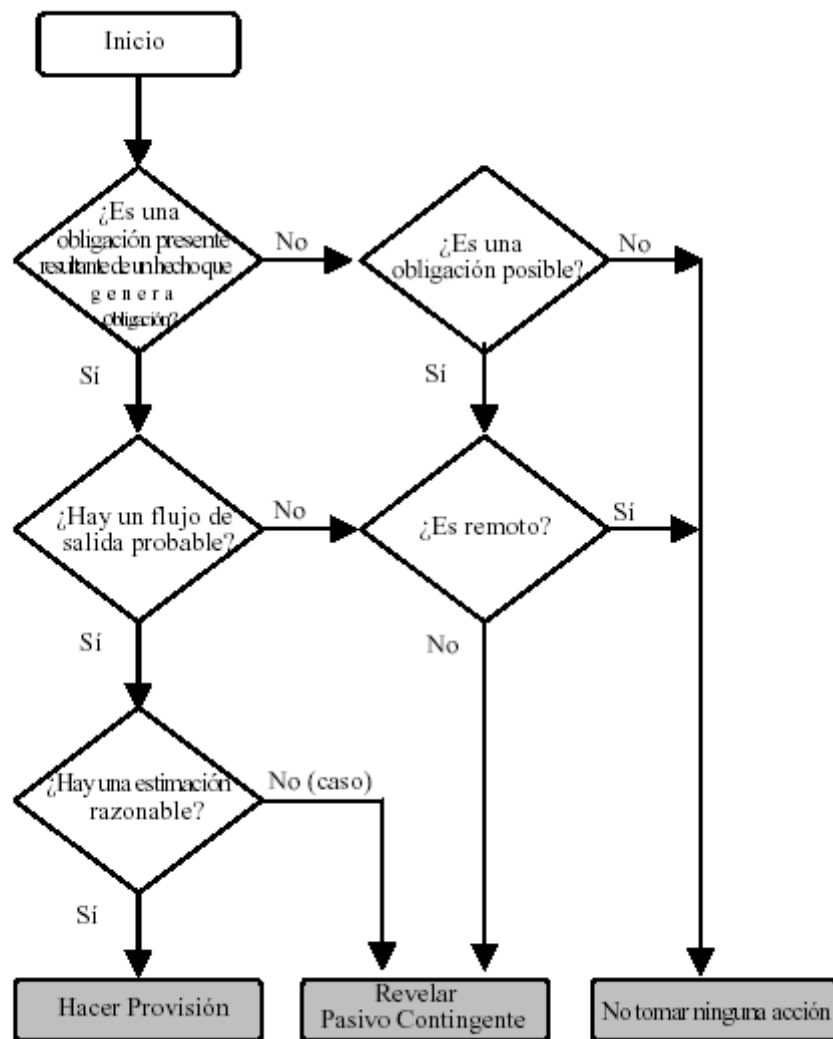 Inicio
¿Es una
obligación presente
resultante de un hecho que
genera
obligación?
No
¿Es una
obligación posible?
No
Sí
Sí
¿Hay un flujo de
salida probable?
No
¿Es remoto?
Sí
Sí
No
¿Hay una estimación
razonable?
No (caso)
Sí
Hacer Provisión
Revelar
Pasivo Contingente
No tomar ninguna acción